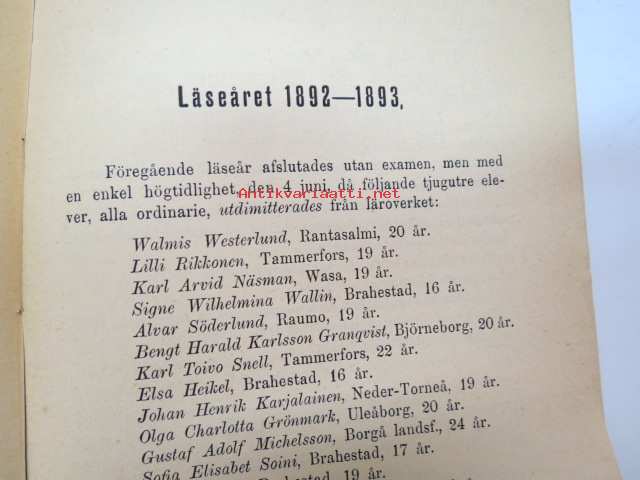 Läseåret 1892—1893.
Föregående läseår afslutades utan examen, men med
en enkel högtidlighet, den 4 juni, då följande tjugutre ele-
ver, alla ordinarie, utdimitterades från läroverket:
Antikvariaatti.net
Walmis Westerlund, Rantasalmi, 20 år.
Lilli Rikkonen, Tammerfors, 19 år.
Karl Arvid Näsman, Wasa, 19 år.
Signe Wilhelmina Wallin, Brahestad, 16 år.
Alvar Söderlund, Raumo, 19 år.
Bengt Harald Karlsson Granqvist, Björneborg, 20 år.
Karl Toivo Snell, Tammerfors, 22 år.
Elsa Heikel, Brahestad, 16 år.
Johan Henrik Karjalainen, Neder-Torneå, 19 år.
Olga Charlotta Grönmark, Uleåborg, 20 år.
Gustaf Adolf Michelsson, Borgå landsf., 24 år.
Sofia Elisabet Soini, Brahestad, 17 år.
19 år.